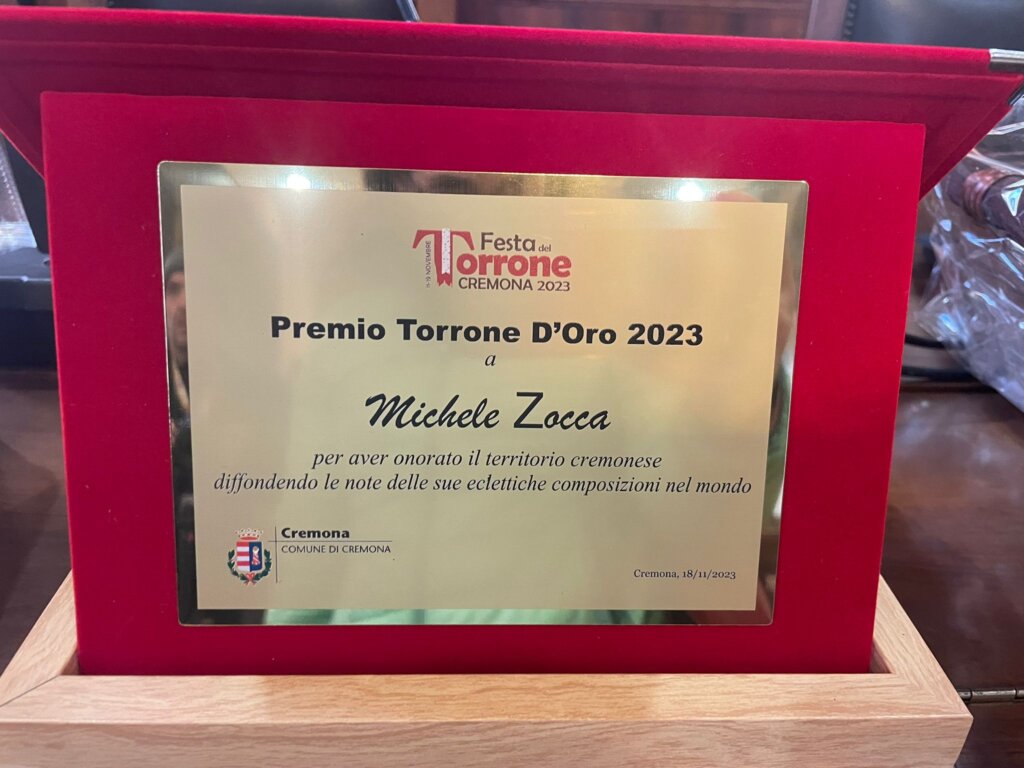 11-19 NOVEMBRE
Festa del
Torrone
CREMONA 2023
Premio Torrone D'Oro 2023
a
Michele Zocca
per aver onorato il territorio cremonese
diffondendo le note delle sue eclettiche composizioni nel mondo
Cremona
COMUNE DI CREMONA
Cremona, 18/11/2023